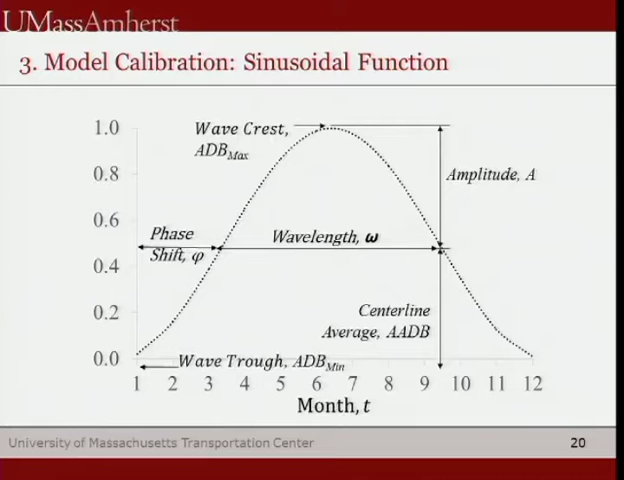 UMassAmherst
3. Model Calibration: Sinusoidal Function
1.0
0.8
0.6
0.4
0.2
0.0
Wave Crest,
ADBMax
Amplitude, A
Phase
Shift, φ
Wavelength, ω
Centerline
Average, AADB
Wave Trough, ADBMin
1 2 3 4 5 6 7 8 9 10 11 12
Month, t
University of Massachusetts Transportation Center
20